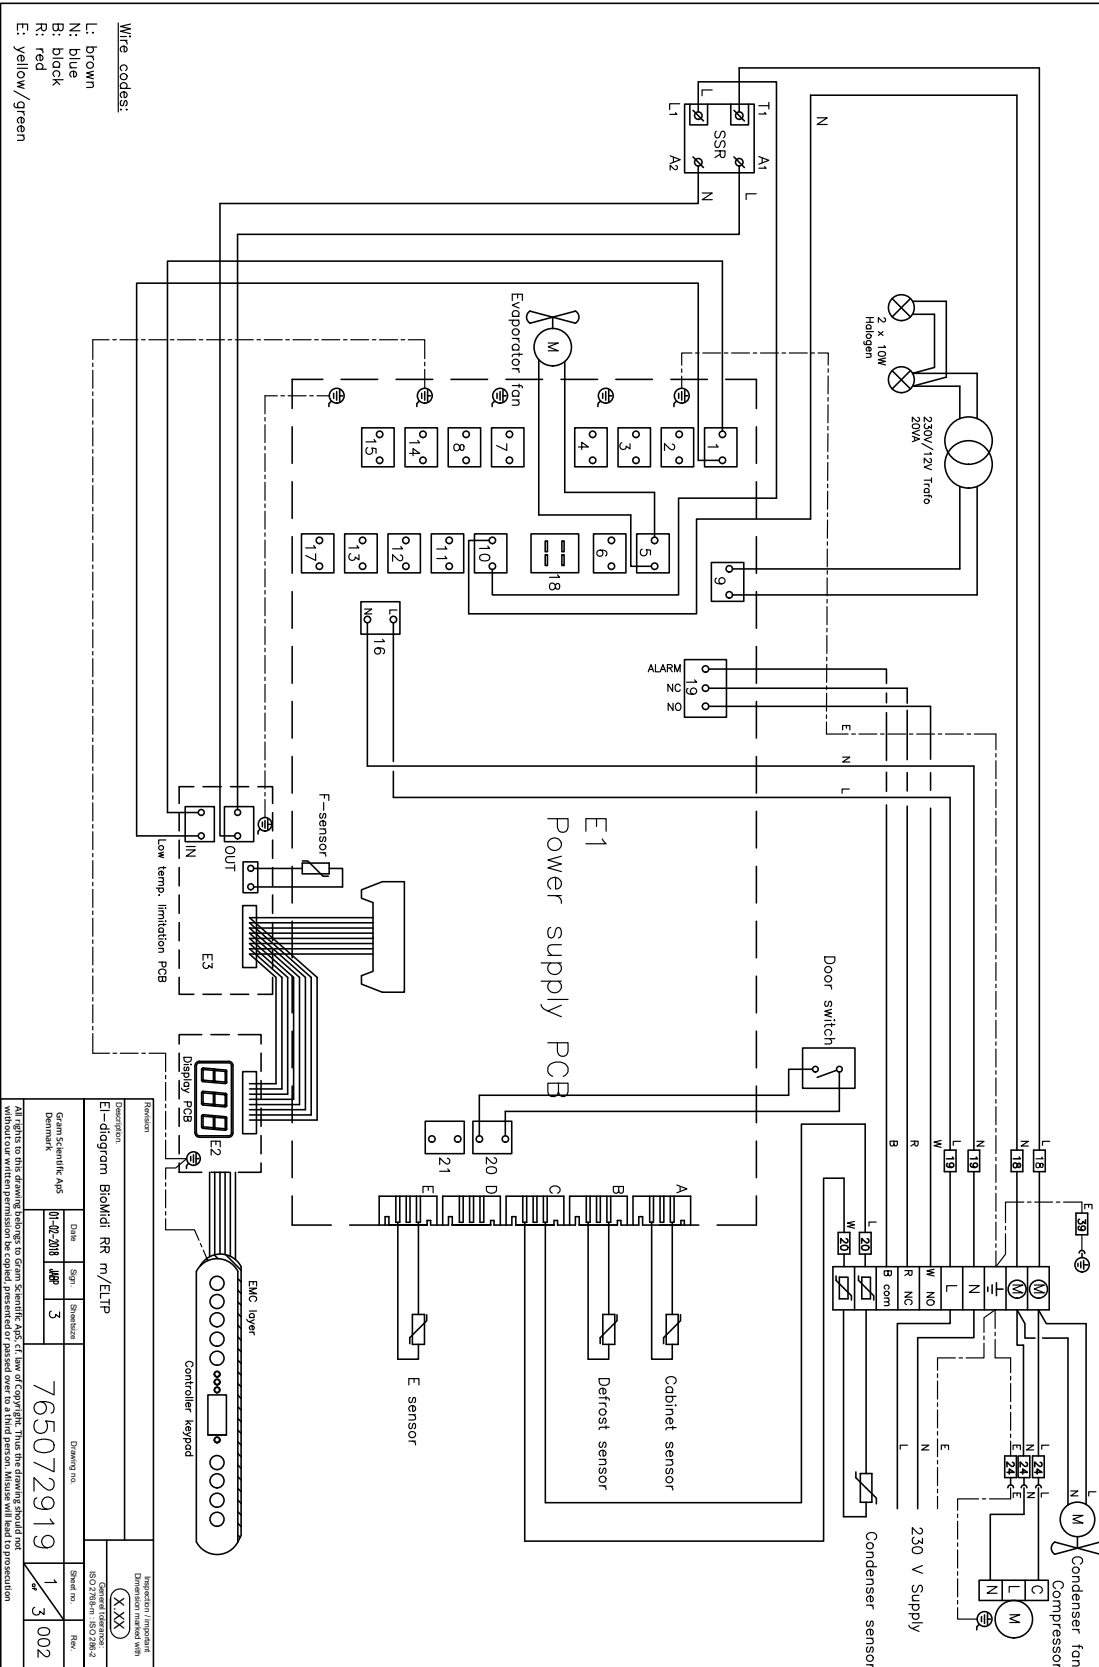 Wire codes:
L: brown
N: blue
B: black
R: red
E: yellow/green
T1
L1
L
SSR
A1
A2
L
N
N
2 x 10W
Halogen
230V/12V Trafo
20VA
Evaporator fan
M
1
2
3
4
7
8
14
15
5
6
18
10
11
12
13
17
9
L
N
16
ALARM
NC
NO
19
E
N
L
E1
Power supply PCB
F-sensor
OUT
IN
Low temp. limitation PCB
E3
Display PCB
E2
Door switch
20
21
A
B
C
D
E
Cabinet sensor
Defrost sensor
E sensor
EMC layer
Controller keypad
B
R
W
L
19
N
19
N
18
L
18
E
39
W
20
L
20
B com
R NC
W NO
L
N
M
M
L
N
E
230 V Supply
Condenser sensor
E
N
L
24
24
24
E
N
L
N
L
M
Condenser fan
Compressor
N
L
C
M
Revision
Description:
El-diagram BioMidi RR m/ELTP
Inspection / Important
Dimension marked with
X.XX
General tolerance:
ISO 2768-m : ISO 286-2
Gram Scientific ApS
Denmark
Date
01-02-2018
Sign.
JABP
Sheetsize
3
Drawing no.
765072919
Sheet no.
1 of 3
Rev.
002
All rights to this drawing belongs to Gram Scientific ApS, cf. law of Copyright. Thus the drawing should not
without our written permission be copied, presented or passed over to a third person. Misuse will lead to prosecution